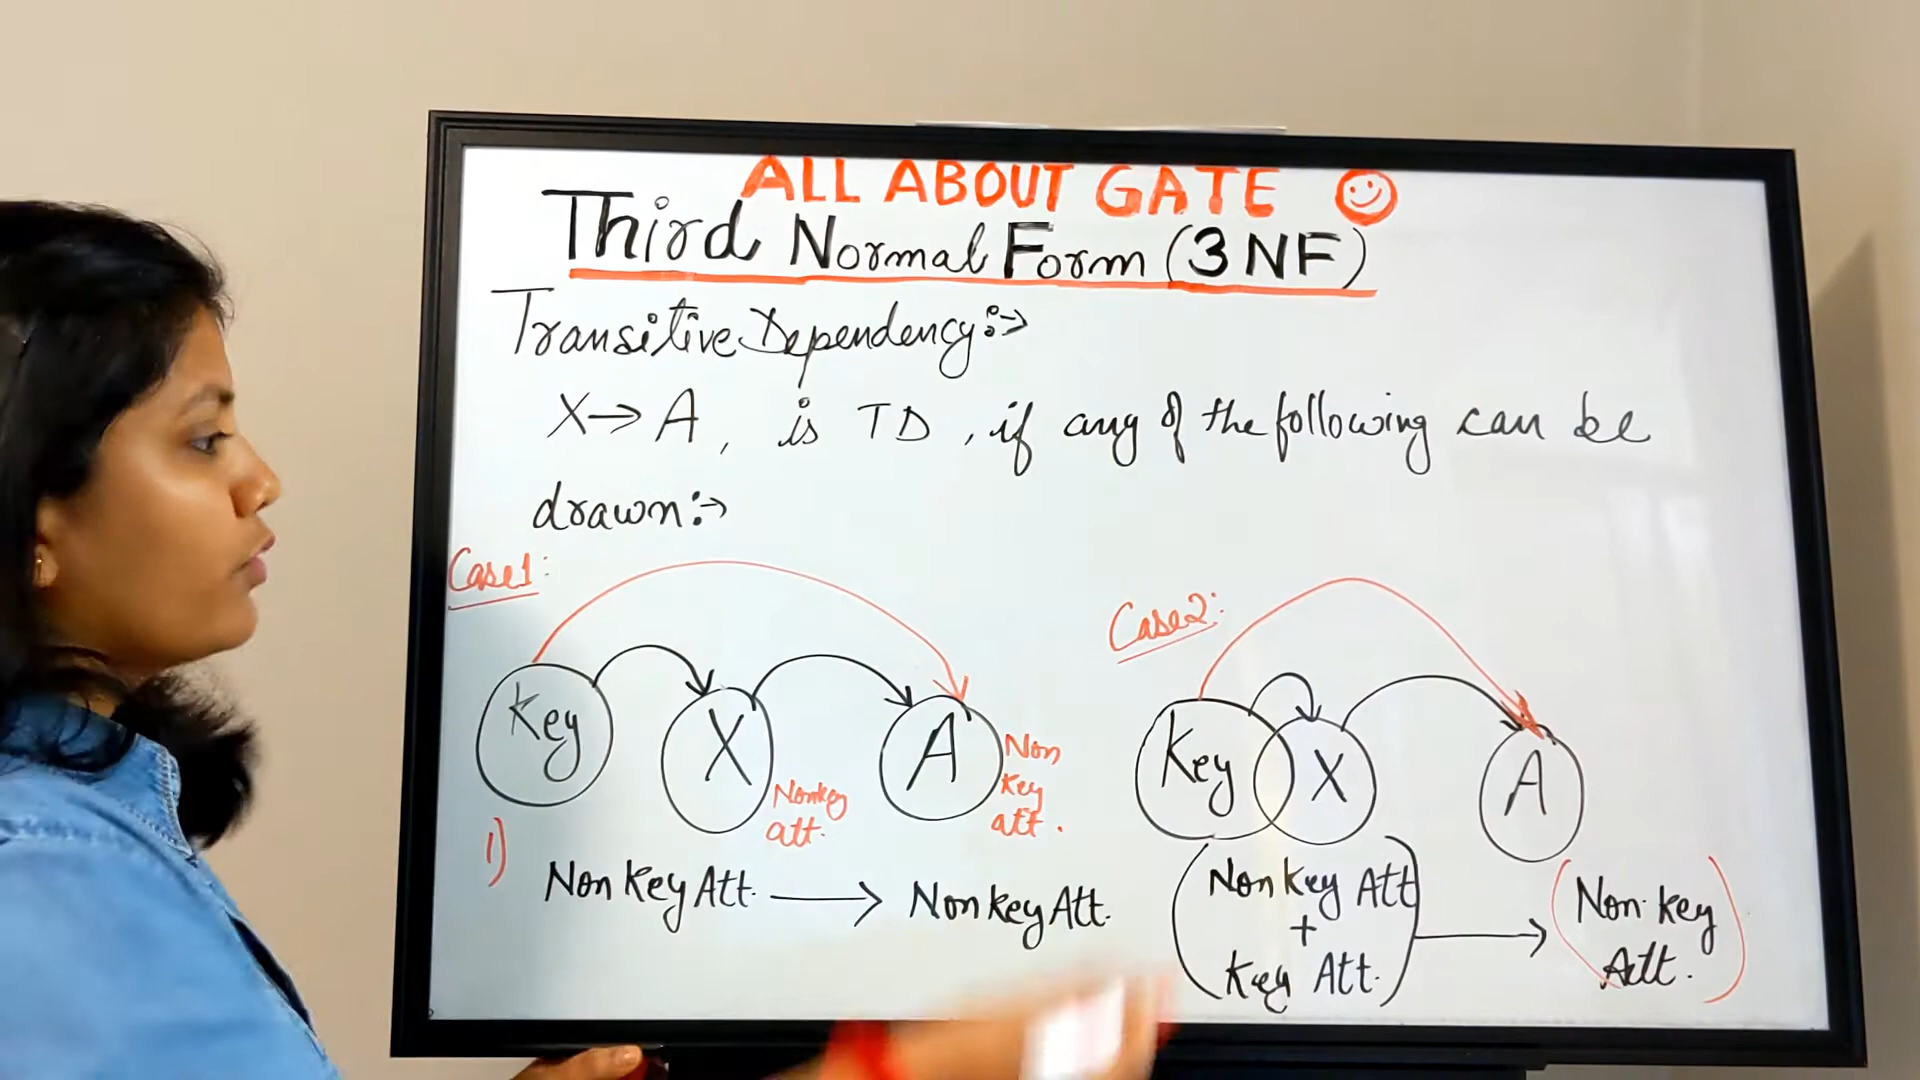 ALL ABOUT GATE
Third Normal Form (3NF)
Transitive Dependency:→
X→A, is TD, if any of the following can be
drawn:→
Case1:
Case2:
Key
X
A
Nonkey
att.
Non
Key
att.
Key
X
A
1)
Non Key Att. → Non Key Att.
(Non Key Att
+
Key Att.) → (Non-key
Att.)